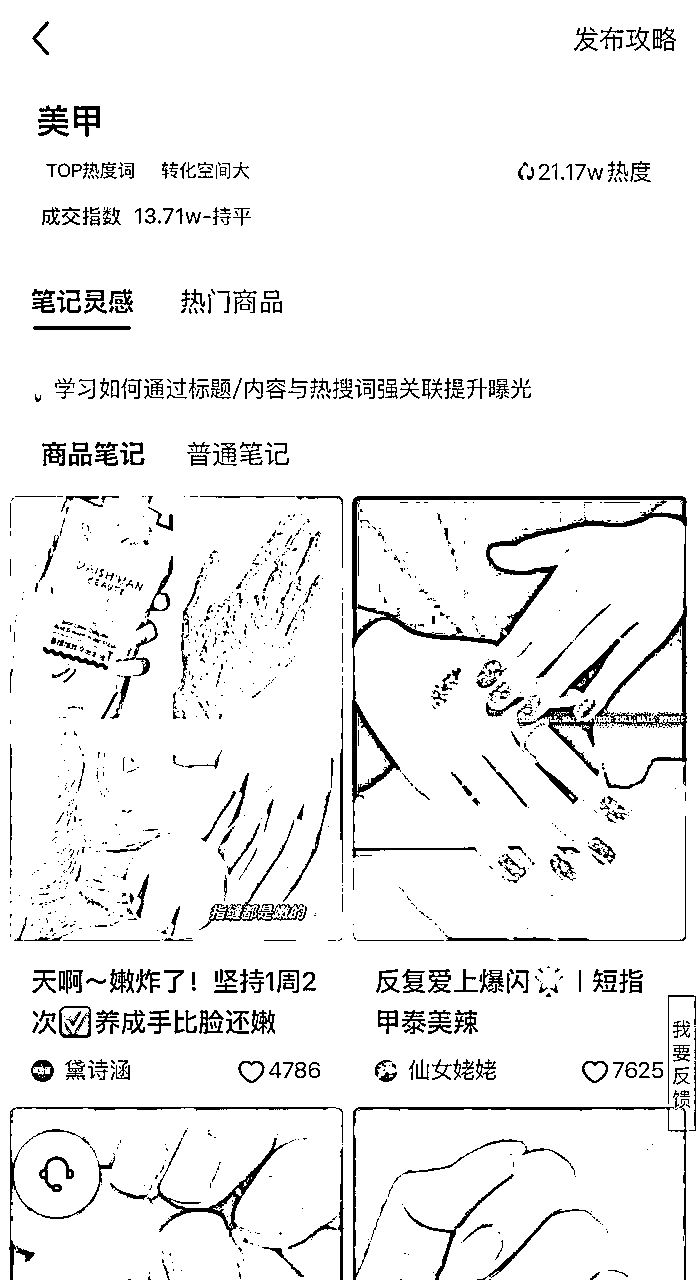 发布攻略
美甲
TOP热度词 转化空间大
21.17w热度
成交指数 13.71w-持平
笔记灵感 热门商品
学习如何通过标题/内容与热搜词强关联提升曝光
商品笔记 普通笔记
指缝都是嫩的
天啊～嫩炸了！坚持1周2
次✅养成手比脸还嫩
黛诗涵
4786
反复爱上爆闪🌟｜短指
甲泰美辣
仙女姥姥
7625
我要反馈